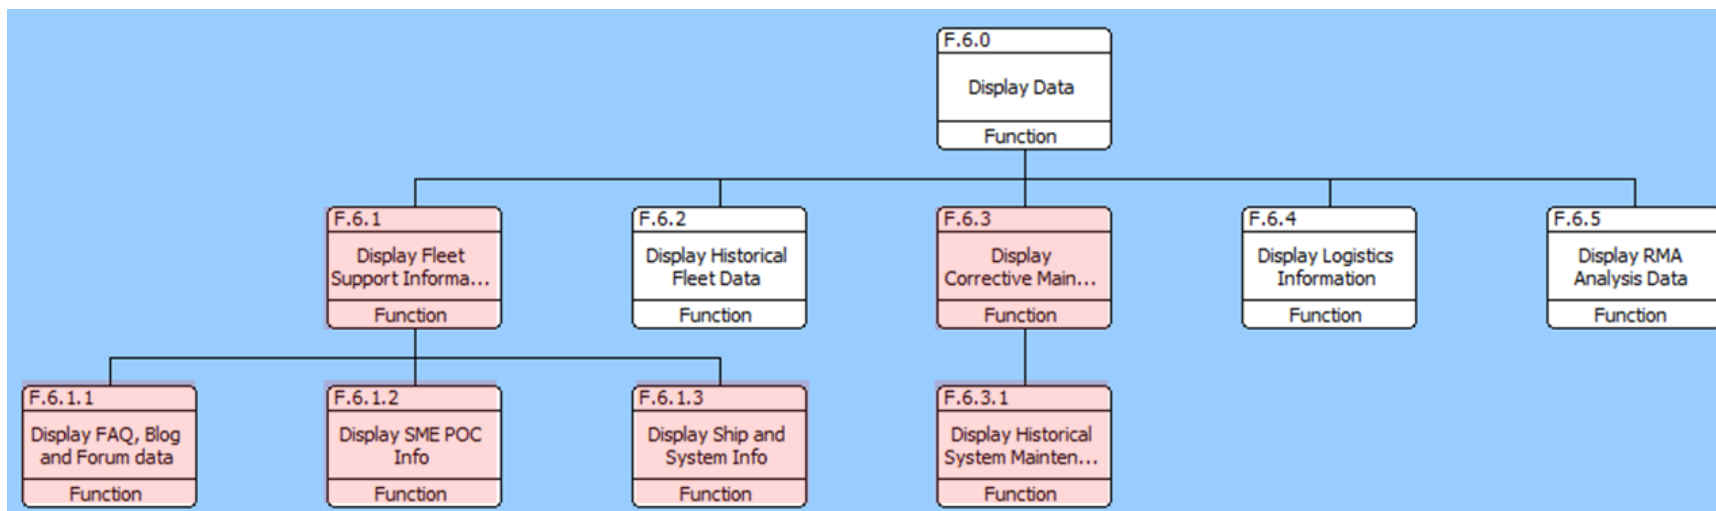 F.6.0
Display Data
Function
F.6.1
Display Fleet
Support Informa...
Function
F.6.2
Display Historical
Fleet Data
Function
F.6.3
Display
Corrective Main...
Function
F.6.4
Display Logistics
Information
Function
F.6.5
Display RMA
Analysis Data
Function
F.6.1.1
Display FAQ, Blog
and Forum data
Function
F.6.1.2
Display SME POC
Info
Function
F.6.1.3
Display Ship and
System Info
Function
F.6.3.1
Display Historical
System Mainten...
Function